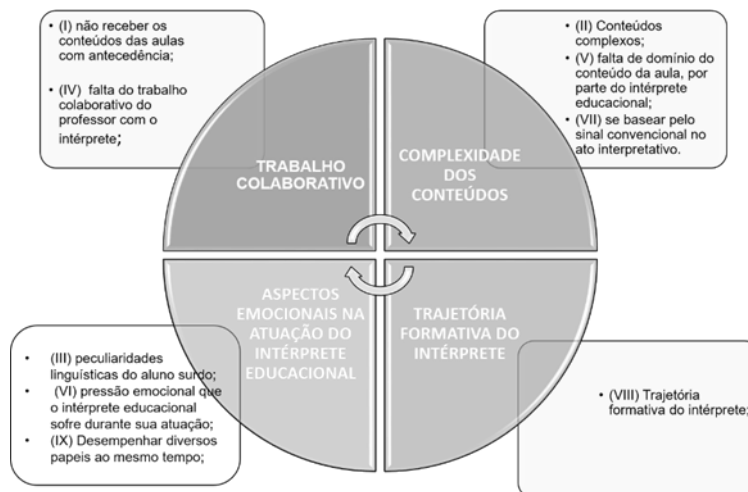 • (I) não receber os
conteúdos das aulas
com antecedência;
• (IV) falta do trabalho
colaborativo do
professor com o
intérprete;
• (II) Conteúdos
complexos;
• (V) falta de domínio do
conteúdo da aula, por
parte do intérprete
educacional;
• (VII) se basear pelo
sinal convencional no
ato interpretativo.
TRABALHO
COLABORATIVO
COMPLEXIDADE
DOS
CONTEÚDOS
ASPECTOS
EMOCIONAIS NA
ATUAÇÃO DO
INTÉRPRETE
EDUCACIONAL
TRAJETÓRIA
FORMATIVA DO
INTÉRPRETE
• (III) peculiaridades
linguísticas do aluno surdo;
• (VI) pressão emocional que
o intérprete educacional
sofre durante sua atuação;
• (IX) Desempenhar diversos
papeis ao mesmo tempo;
• (VIII) Trajetória
formativa do intérprete;